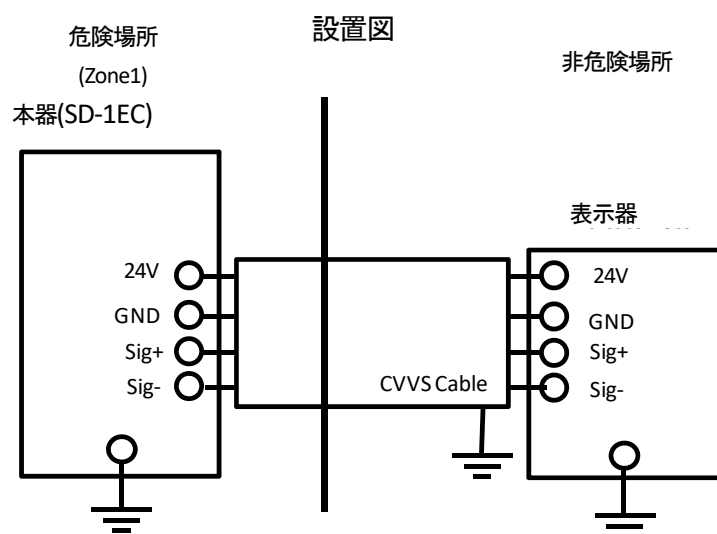 設置図
危険場所
(Zone1)
本器(SD-1EC)
非危険場所
表示器
24V
GND
Sig+
Sig-
CVVS Cable
24V
GND
Sig+
Sig-